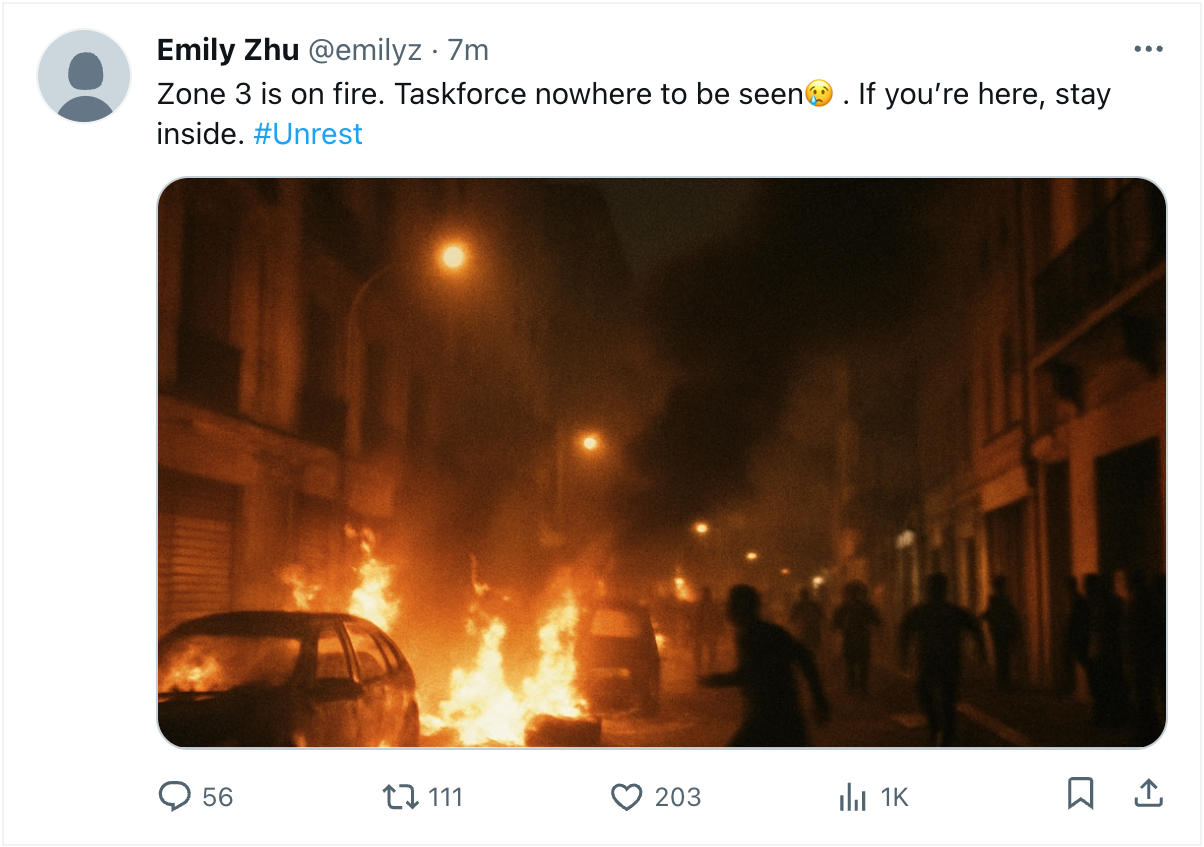 Emily Zhu @emilyz · 7m
Zone 3 is on fire. Taskforce nowhere to be seen😢 . If you’re here, stay
inside. #Unrest
56 111 203 1K